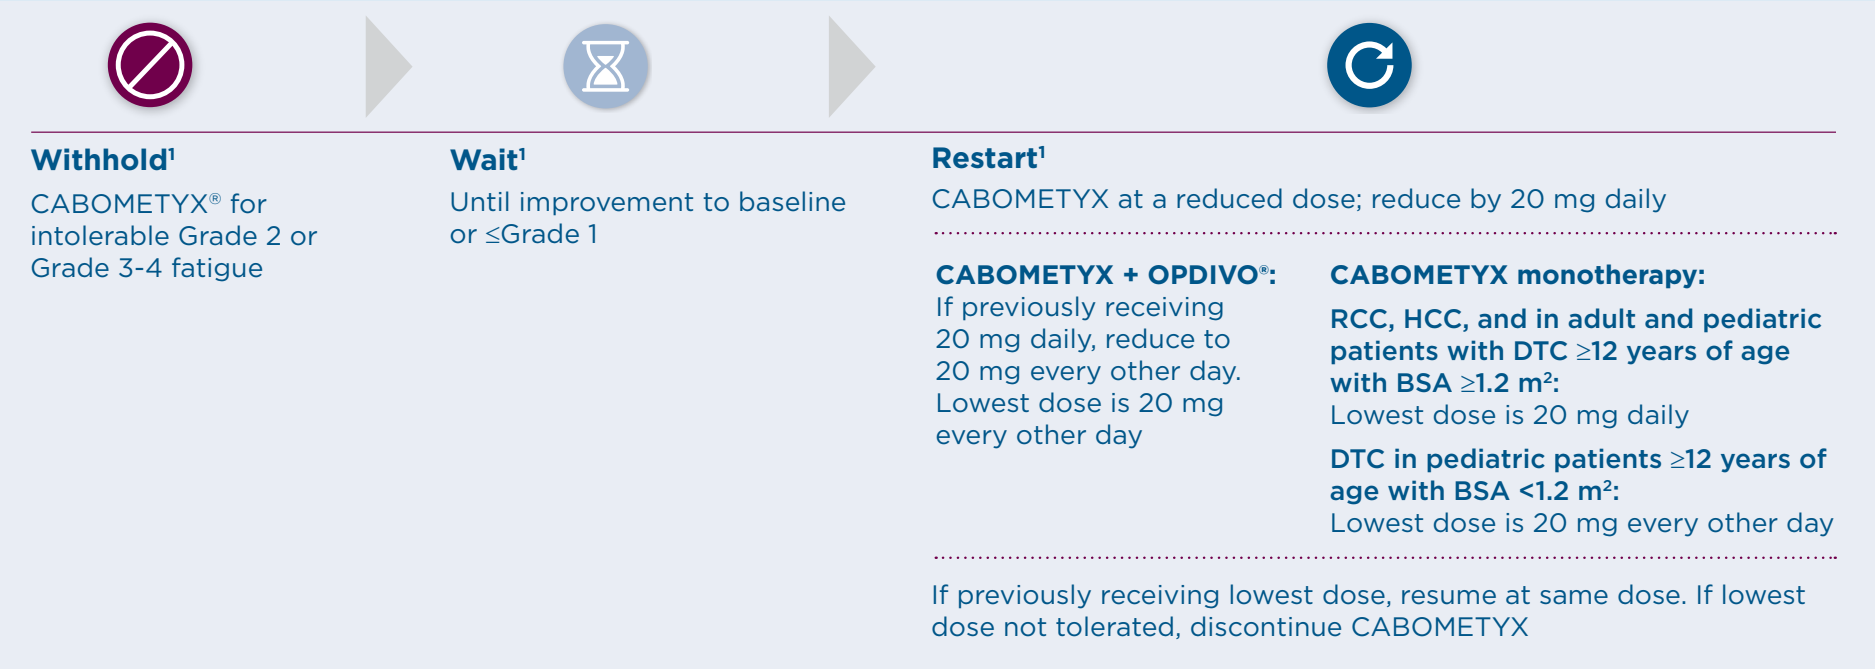 Withhold¹
CABOMETYX® for
intolerable Grade 2 or
Grade 3-4 fatigue
Wait¹
Until improvement to baseline
or ≤Grade 1
Restart¹
CABOMETYX at a reduced dose; reduce by 20 mg daily
CABOMETYX + OPDIVO®:
If previously receiving
20 mg daily, reduce to
20 mg every other day.
Lowest dose is 20 mg
every other day
CABOMETYX monotherapy:
RCC, HCC, and in adult and pediatric
patients with DTC ≥12 years of age
with BSA ≥1.2 m²:
Lowest dose is 20 mg daily
DTC in pediatric patients ≥12 years of
age with BSA <1.2 m²:
Lowest dose is 20 mg every other day
If previously receiving lowest dose, resume at same dose. If lowest
dose not tolerated, discontinue CABOMETYX